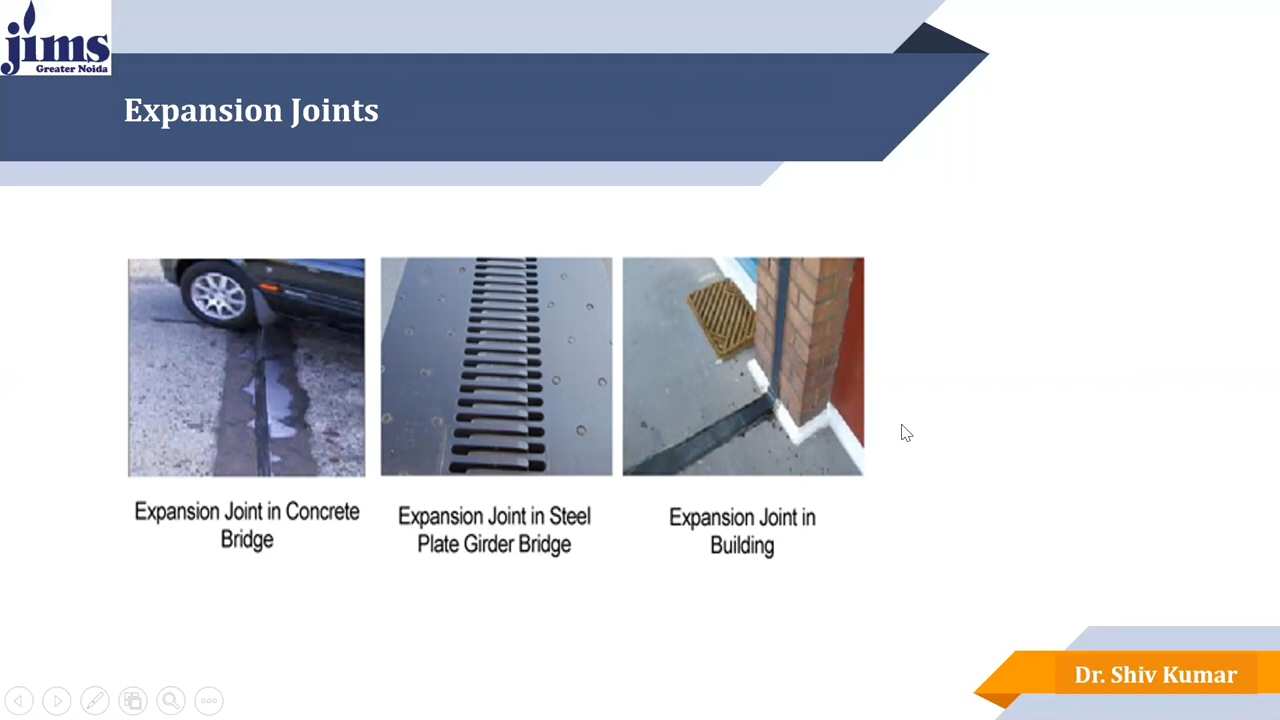 jims
Greater Noida
Expansion Joints
Expansion Joint in Concrete
Bridge
Expansion Joint in Steel
Plate Girder Bridge
Expansion Joint in
Building
Dr. Shiv Kumar